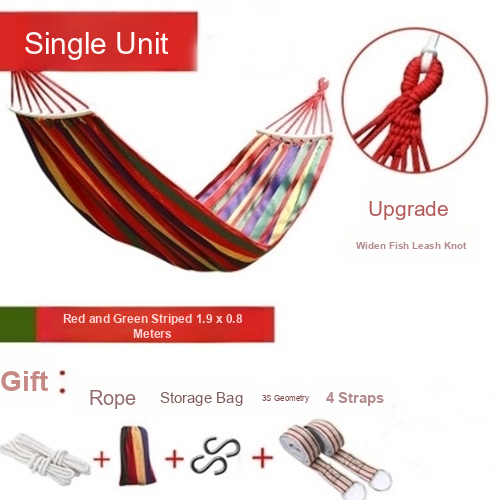 Single Unit
Upgrade
Widen Fish Leash Knot
Red and Green Striped 1.9 x 0.8
Meters
Gift :
Rope
Storage Bag
3S Geometry
4 Straps
+
+
+